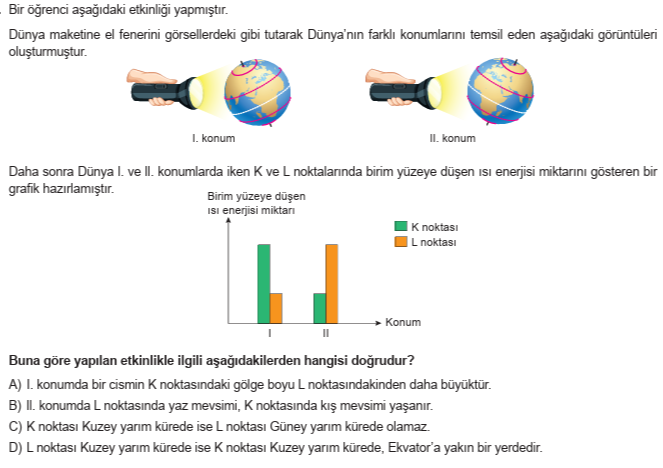 Bir öğrenci aşağıdaki etkinliği yapmıştır.
Dünya maketine el fenerini görsellerdeki gibi tutarak Dünya'nın farklı konumlarını temsil eden aşağıdaki görüntüleri
oluşturmuştur.
I. konum
II. konum
Daha sonra Dünya I. ve II. konumlarda iken K ve L noktalarında birim yüzeye düşen ısı enerjisi miktarını gösteren bir
grafik hazırlamıştır.
Birim yüzeye düşen
ısı enerjisi miktarı
K noktası
L noktası
Konum
I
II
Buna göre yapılan etkinlikle ilgili aşağıdakilerden hangisi doğrudur?
A) I. konumda bir cismin K noktasındaki gölge boyu L noktasındakinden daha büyüktür.
B) II. konumda L noktasında yaz mevsimi, K noktasında kış mevsimi yaşanır.
C) K noktası Kuzey yarım kürede ise L noktası Güney yarım kürede olamaz.
D) L noktası Kuzey yarım kürede ise K noktası Kuzey yarım kürede, Ekvator'a yakın bir yerdedir.